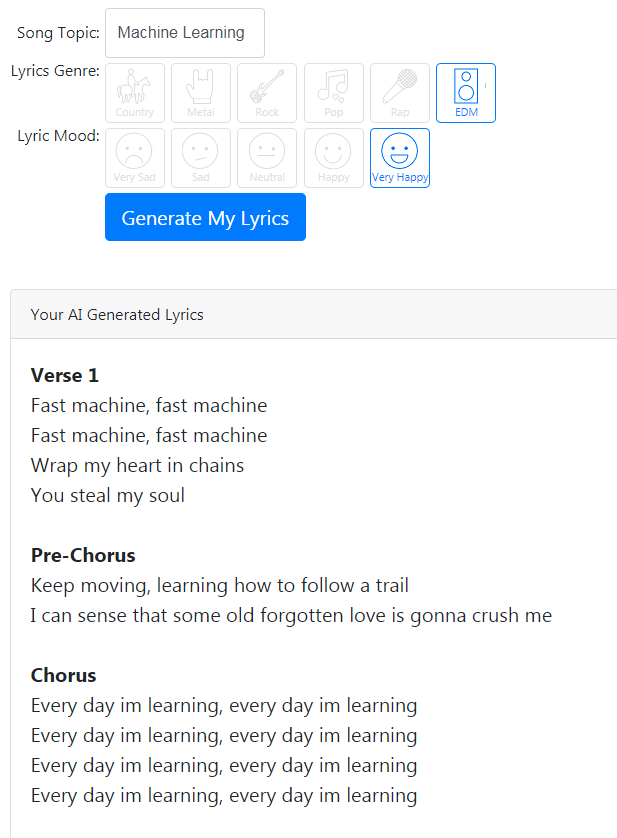 Song Topic: Machine Learning
Lyrics Genre: Country Metal Rock Pop Rap EDM
Lyric Mood: Very Sad Sad Neutral Happy Very Happy
Generate My Lyrics
Your AI Generated Lyrics
Verse 1
Fast machine, fast machine
Fast machine, fast machine
Wrap my heart in chains
You steal my soul
Pre-Chorus
Keep moving, learning how to follow a trail
I can sense that some old forgotten love is gonna crush me
Chorus
Every day im learning, every day im learning
Every day im learning, every day im learning
Every day im learning, every day im learning
Every day im learning, every day im learning